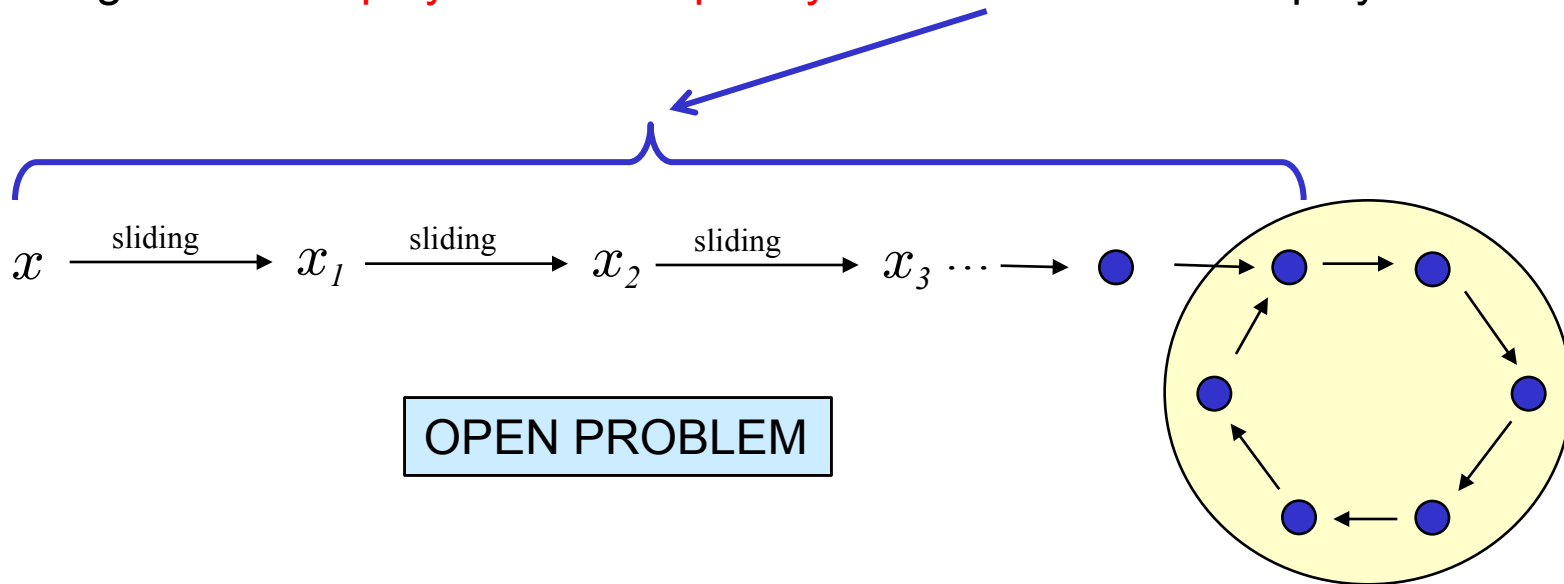 sliding sliding sliding
x x₁ x₂ x₃ ...
OPEN PROBLEM